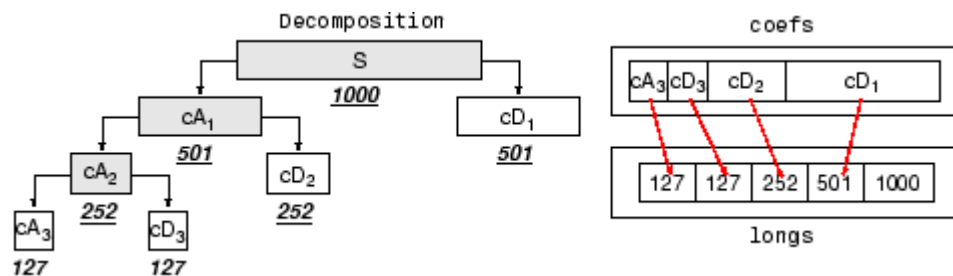 Decomposition
S
1000
cA₁
501
cD₁
501
cA₂
252
cD₂
252
cA₃
127
cD₃
127
coefs
cA₃ cD₃ cD₂ cD₁
127 127 252 501 1000
longs